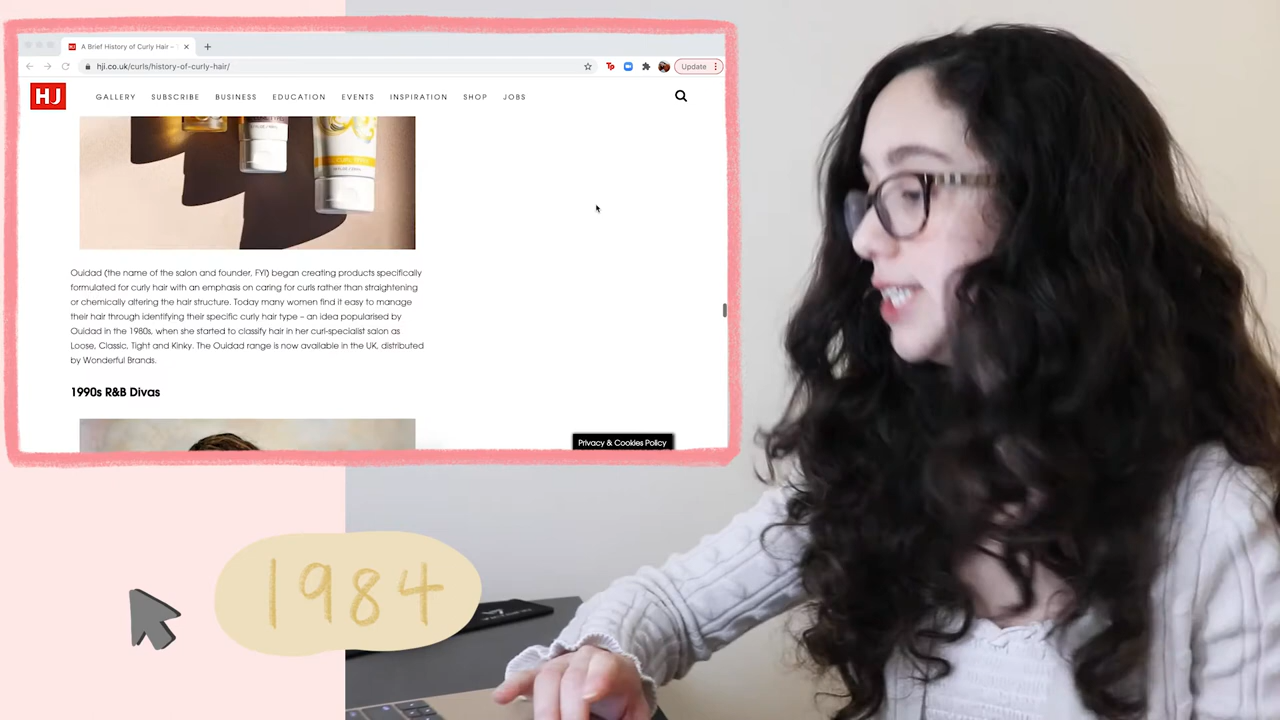 A Brief History of Curly Hair -
hji.co.uk/curls/history-of-curly-hair/
Update
HJ
GALLERY SUBSCRIBE BUSINESS EDUCATION EVENTS INSPIRATION SHOP JOBS
Ouidad (the name of the salon and founder, FYI) began creating products specifically
formulated for curly hair with an emphasis on caring for curls rather than straightening
or chemically altering the hair structure. Today many women find it easy to manage
their hair through identifying their specific curly hair type – an idea popularised by
Ouidad in the 1980s, when she started to classify hair in her curl-specialist salon as
Loose, Classic, Tight and Kinky. The Ouidad range is now available in the UK, distributed
by Wonderful Brands.
1990s R&B Divas
Privacy & Cookies Policy
1984